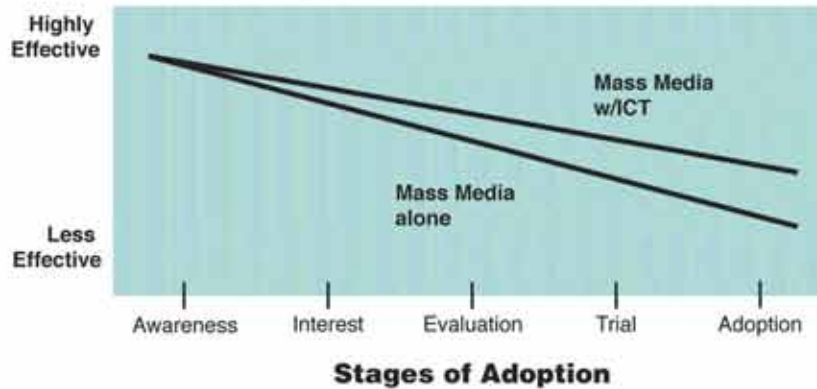 Highly
Effective
Mass Media
w/ICT
Mass Media
alone
Less
Effective
Awareness Interest Evaluation Trial Adoption
Stages of Adoption